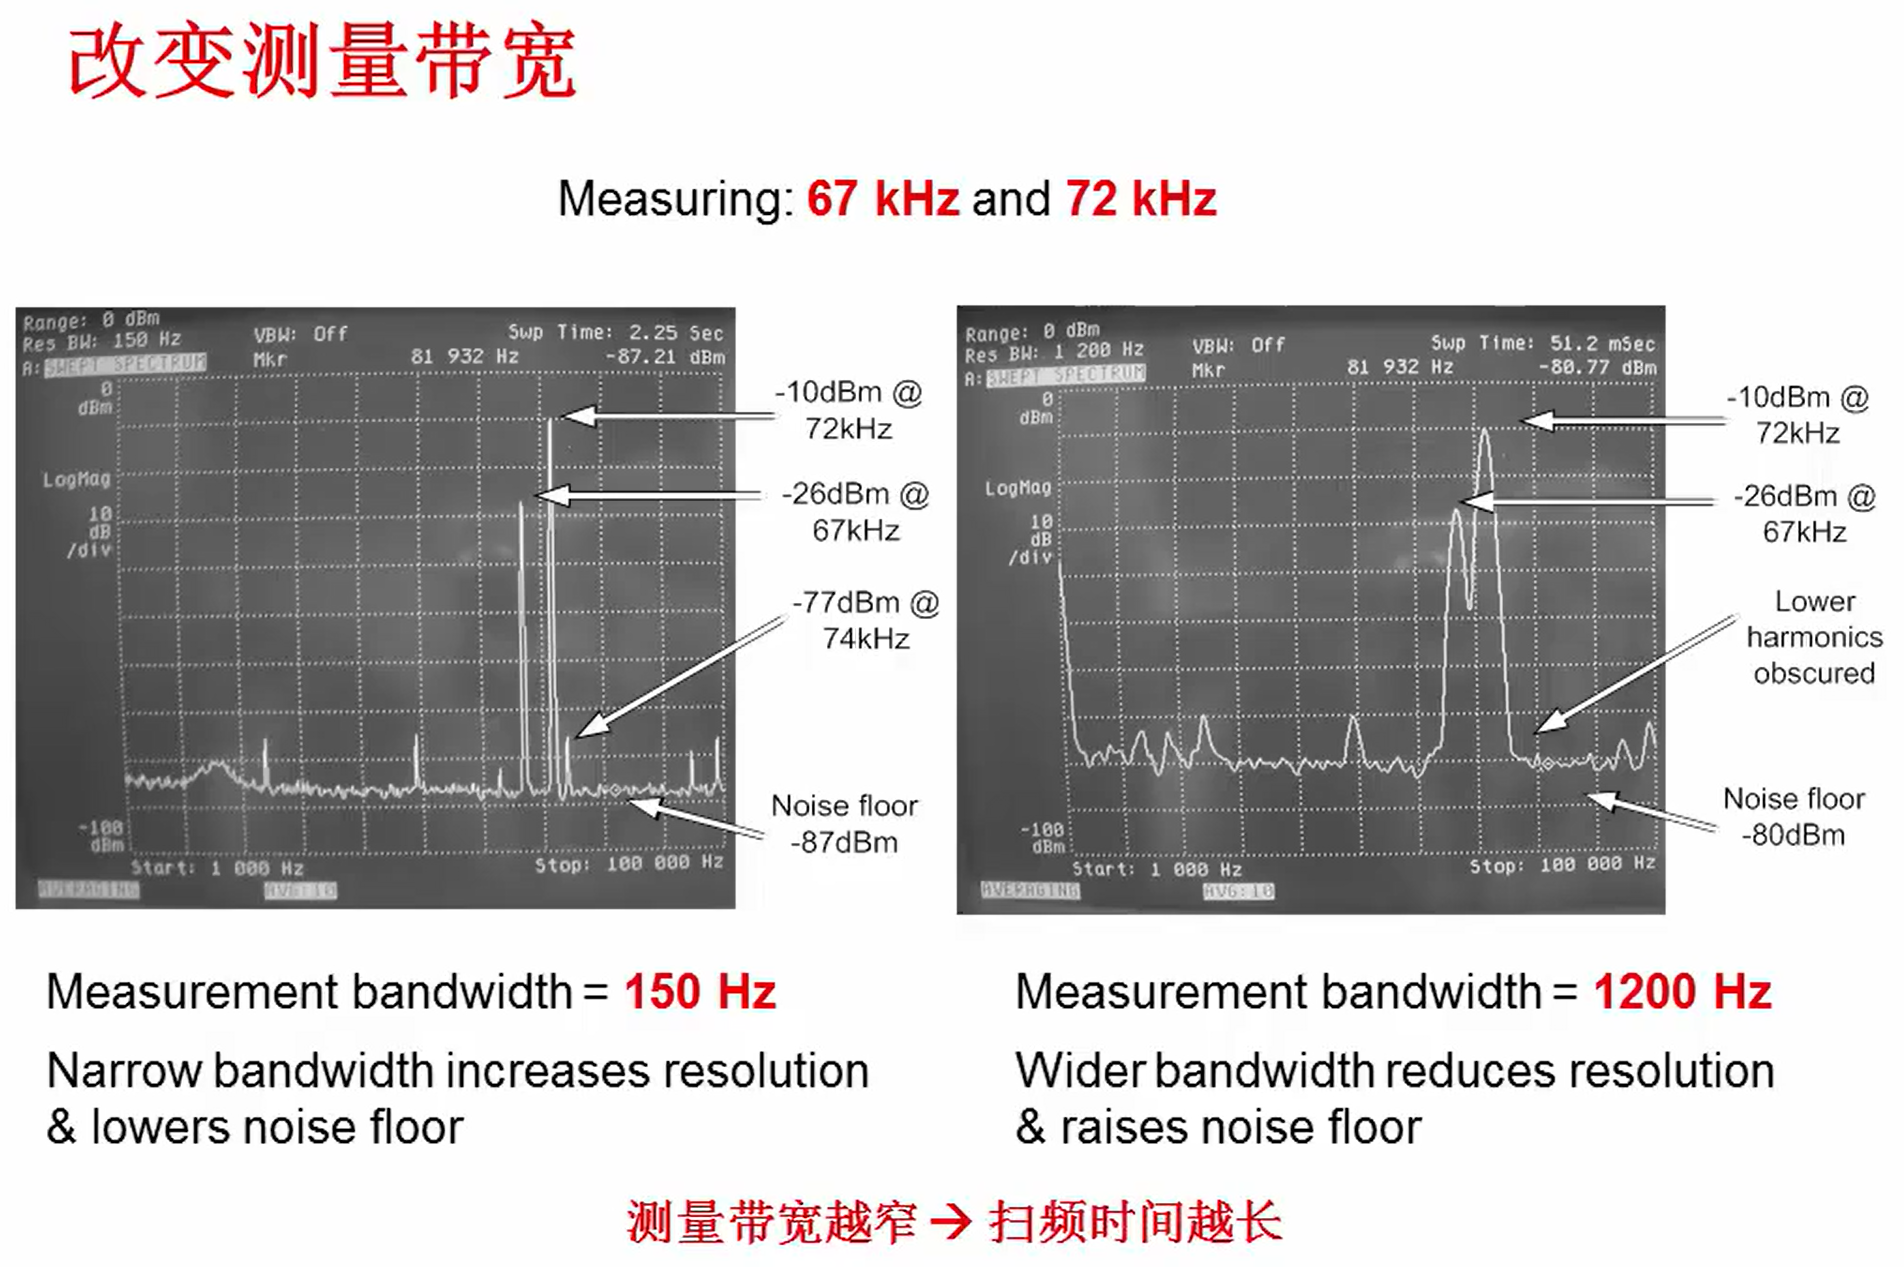 改变测量带宽
Measuring: 67 kHz and 72 kHz
Range: 0 dBm
Res BW: 150 Hz
VBW: Off
Swp Time: 2.25 Sec
A: SWEPT SPECTRUM
Mkr
81 932 Hz
-87.21 dBm
0
dBm
LogMag
10
dB
/div
-100
dBm
Start: 1 000 Hz
Stop: 100 000 Hz
AVERAGING
AVG:10
-10dBm @
72kHz
-26dBm @
67kHz
-77dBm @
74kHz
Noise floor
-87dBm
Range: 0 dBm
Res BW: 1 200 Hz
VBW: Off
Swp Time: 51.2 mSec
A: SWEPT SPECTRUM
Mkr
81 932 Hz
-80.77 dBm
0
dBm
LogMag
10
dB
/div
-100
dBm
Start: 1 000 Hz
Stop: 100 000 Hz
AVERAGING
AVG:10
-10dBm @
72kHz
-26dBm @
67kHz
Lower
harmonics
obscured
Noise floor
-80dBm
Measurement bandwidth = 150 Hz
Narrow bandwidth increases resolution
& lowers noise floor
Measurement bandwidth = 1200 Hz
Wider bandwidth reduces resolution
& raises noise floor
测量带宽越窄 → 扫频时间越长